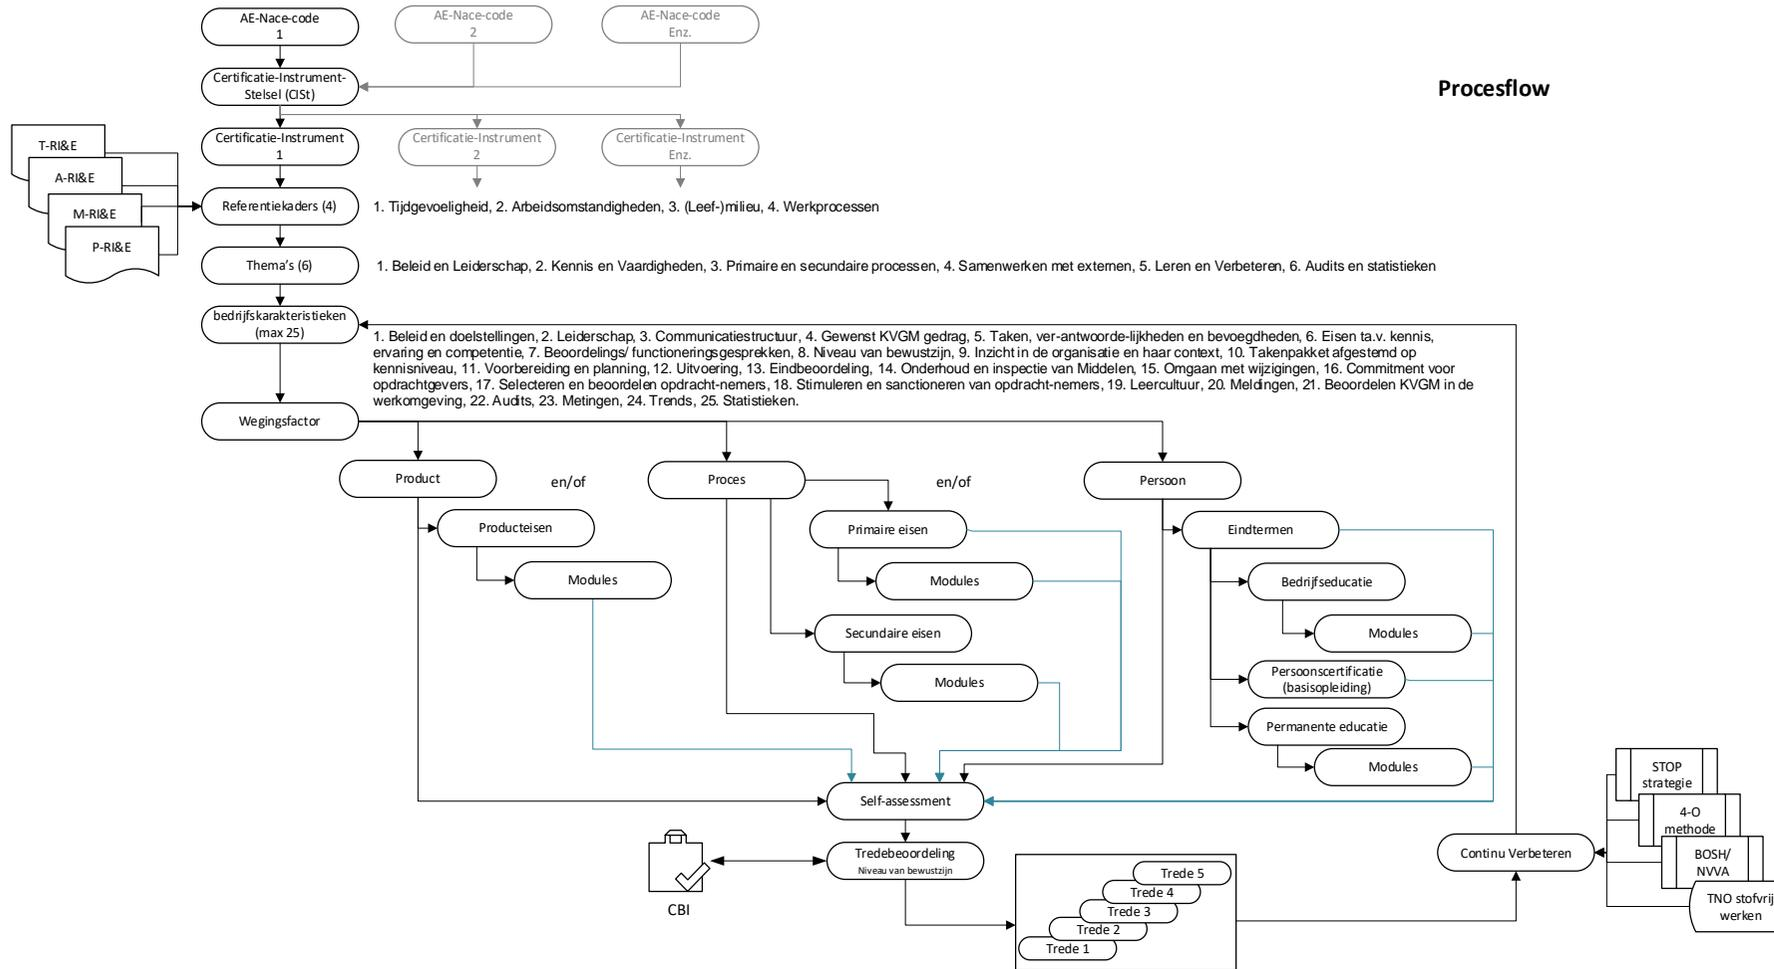 AE-Nace-code
1
AE-Nace-code
2
AE-Nace-code
Enz.
Certificatie-Instrument-
Stelsel (CISt)
Procesflow
Certificatie-Instrument
1
Certificatie-Instrument
2
Certificatie-Instrument
Enz.
T-RI&E
A-RI&E
M-RI&E
P-RI&E
Referentiekaders (4)
1. Tijdgevoeligheid, 2. Arbeidsomstandigheden, 3. (Leef-)milieu, 4. Werkprocessen
Thema's (6)
1. Beleid en Leiderschap, 2. Kennis en Vaardigheden, 3. Primaire en secundaire processen, 4. Samenwerken met externen, 5. Leren en Verbeteren, 6. Audits en statistieken
bedrijfskarakteristieken
(max 25)
1. Beleid en doelstellingen, 2. Leiderschap, 3. Communicatiestructuur, 4. Gewenst KVGM gedrag, 5. Taken, ver-antwoorde-lijkheden en bevoegdheden, 6. Eisen ta.v. kennis,
ervaring en competentie, 7. Beoordelings/ functioneringsgesprekken, 8. Niveau van bewustzijn, 9. Inzicht in de organisatie en haar context, 10. Takenpakket afgestemd op
kennisniveau, 11. Voorbereiding en planning, 12. Uitvoering, 13. Eindbeoordeling, 14. Onderhoud en inspectie van Middelen, 15. Omgaan met wijzigingen, 16. Commitment voor
opdrachtgevers, 17. Selecteren en beoordelen opdracht-nemers, 18. Stimuleren en sanctioneren van opdracht-nemers, 19. Leercultuur, 20. Meldingen, 21. Beoordelen KVGM in de
werkomgeving, 22. Audits, 23. Metingen, 24. Trends, 25. Statistieken.
Wegingsfactor
Product
en/of
Proces
en/of
Persoon
Producteisen
Modules
Primaire eisen
Modules
Secundaire eisen
Modules
Eindtermen
Bedrijfseducatie
Modules
Persoonscertificatie
(basisopleiding)
Permanente educatie
Modules
Self-assessment
Tredebeoordeling
Niveau van bewustzijn
CBI
Trede 5
Trede 4
Trede 3
Trede 2
Trede 1
Continu Verbeteren
STOP
strategie
4-O
methode
BOSH/
NVVA
TNO stofvrij
werken